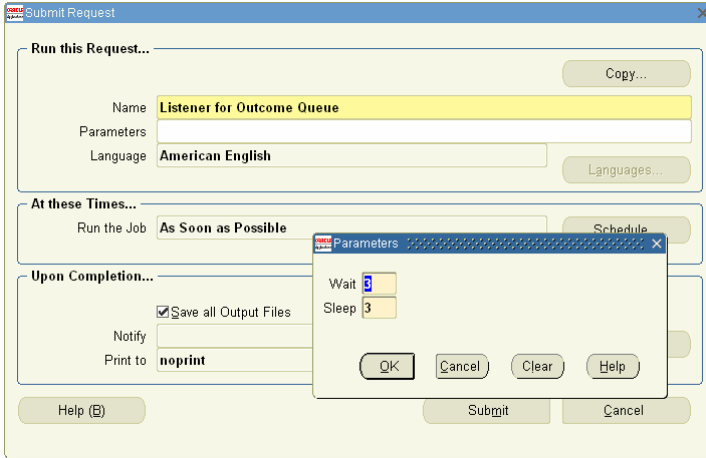 Submit Request
Run this Request...
Copy...
Name Listener for Outcome Queue
Parameters
Language American English
Languages...
At these Times...
Run the Job As Soon as Possible
Schedule...
Parameters
Upon Completion...
Wait 3
Save all Output Files
Sleep 3
Notify
Print to noprint
OK Cancel Clear Help
Help (B) Submit Cancel